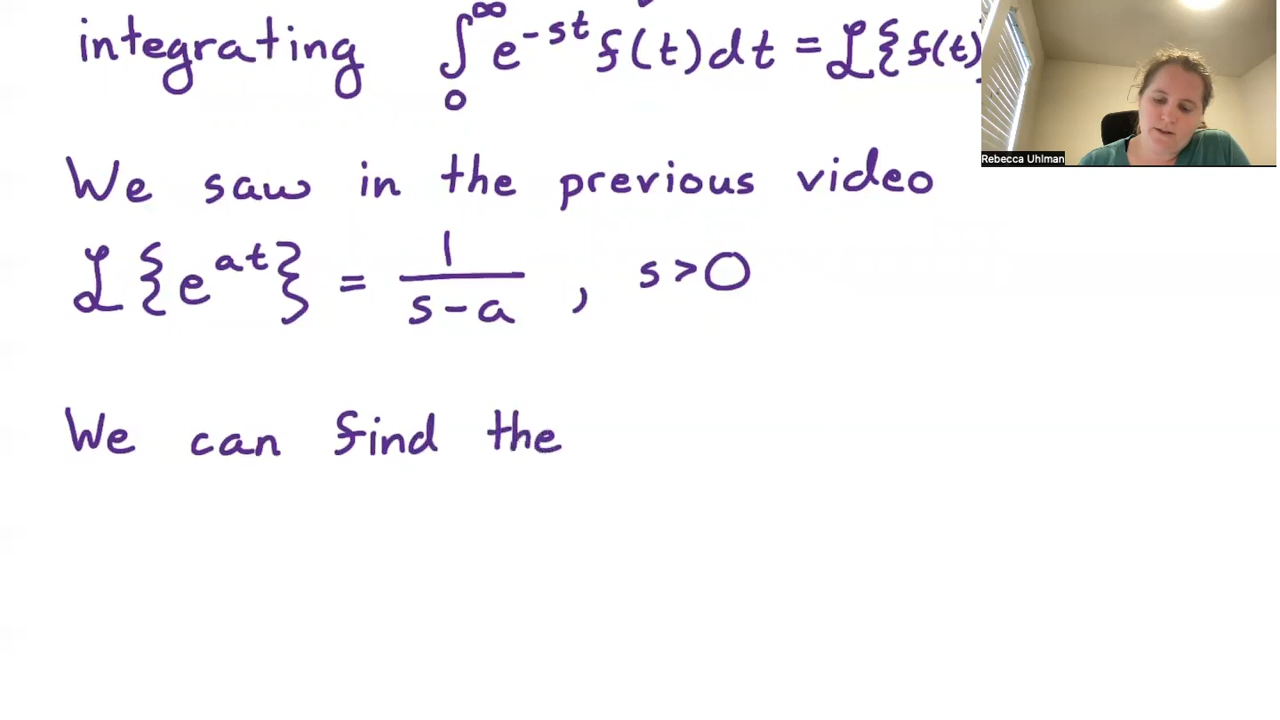 integrating ∫₀^∞ e^{-st} f(t)dt = ℒ{f(t)
Rebecca Uhlman
We saw in the previous video
ℒ{e^{at}} = 1/(s-a) , s>0
We can find the